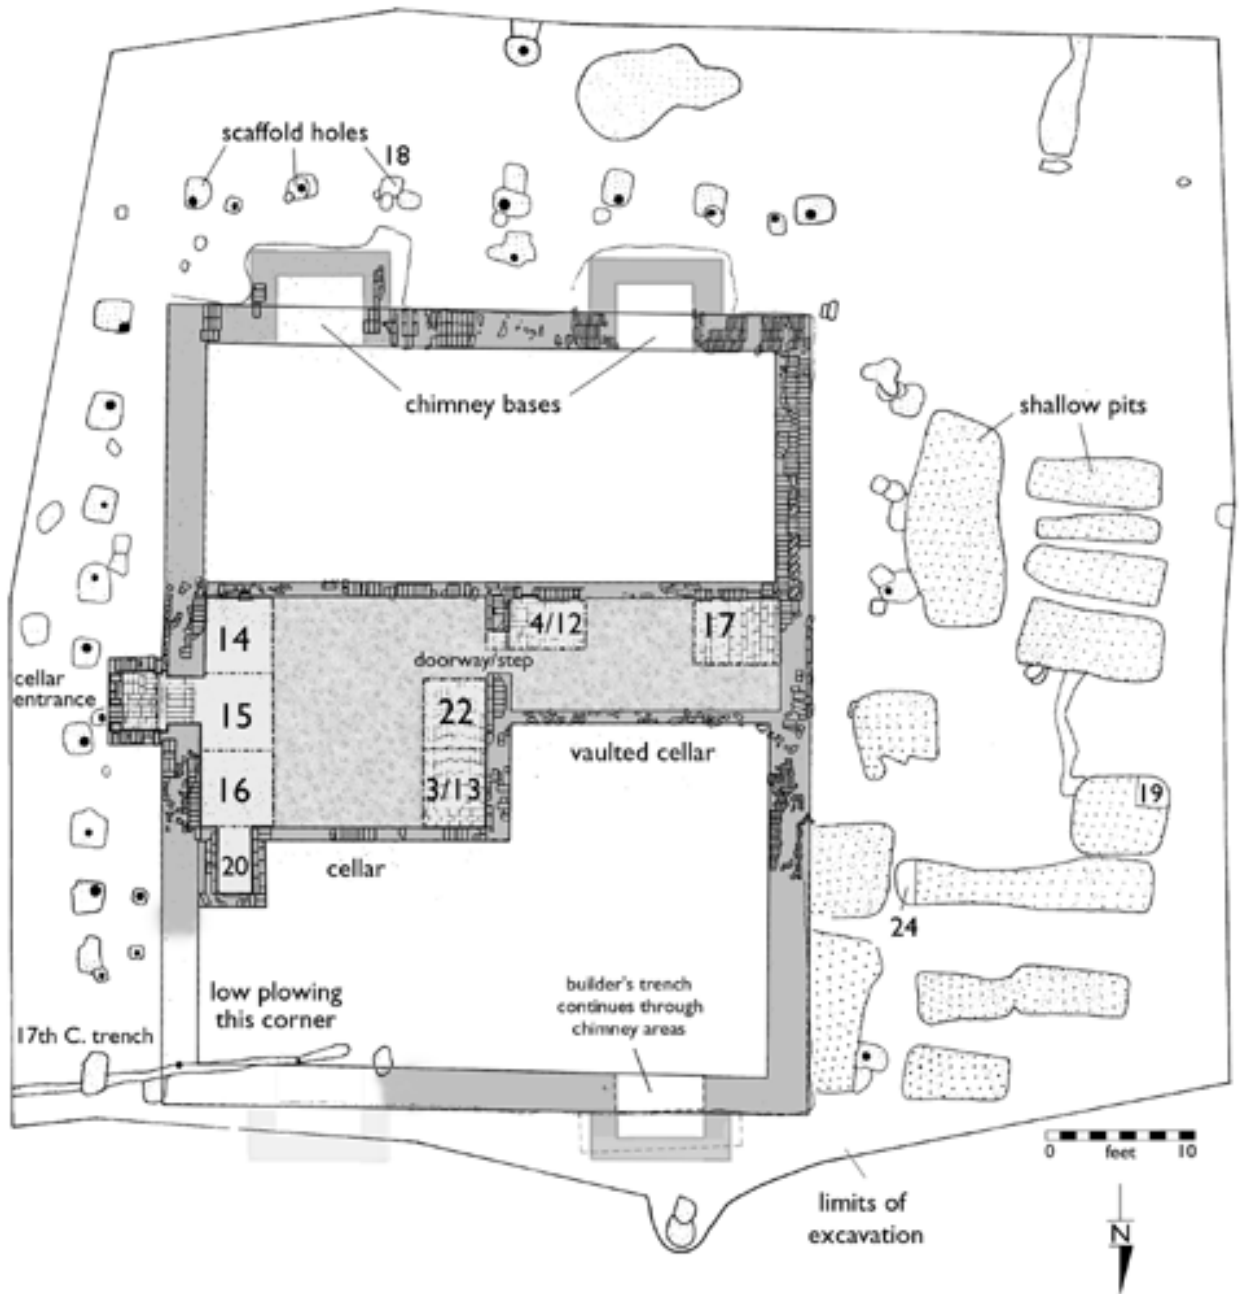 scaffold holes
18
chimney bases
shallow pits
14
4/12
17
doorway/step
cellar
entrance
15
22
vaulted cellar
16
3/13
19
20
cellar
24
low plowing
this corner
builder's trench
continues through
chimney areas
17th C. trench
0 feet 10
limits of
excavation
N